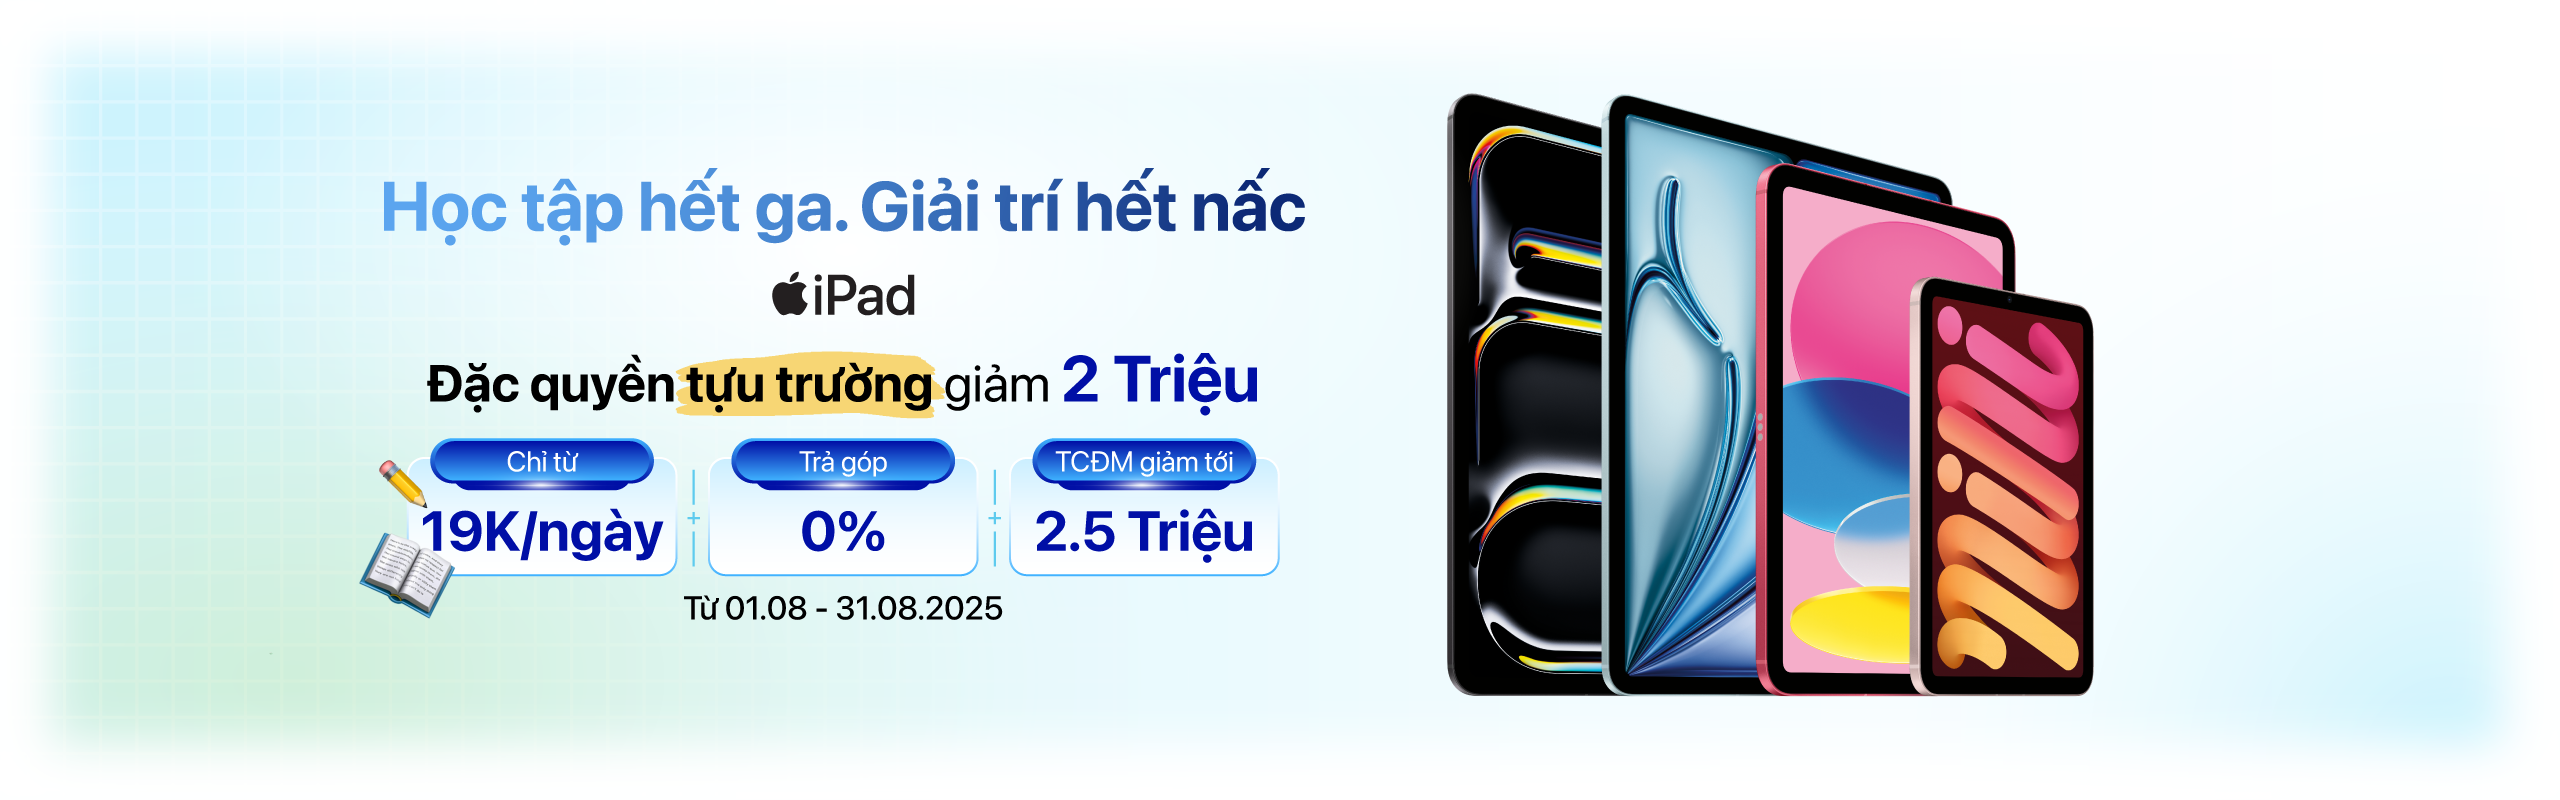 Học tập hết ga. Giải trí hết nấc
iPad
Đặc quyền tựu trường giảm 2 Triệu
Chỉ từ
19K/ngày
+
Trả góp
0%
+
TCĐM giảm tới
2.5 Triệu
Từ 01.08 - 31.08.2025
mini